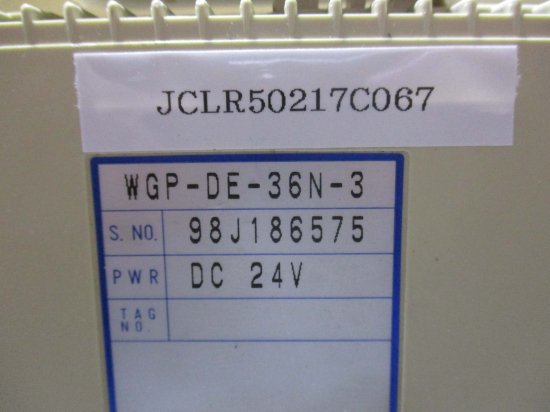 JCLR50217C067
WGP-DE-36N-3
S. NO. 98J186575
PWR DC 24V
TAG
NO.